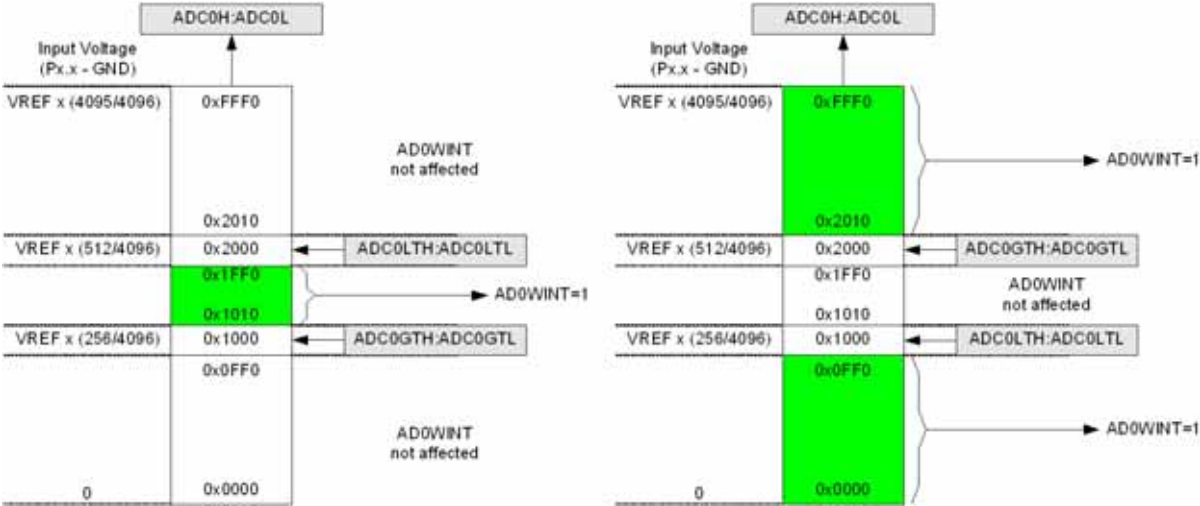 ADC0H:ADC0L
Input Voltage
(Px.x - GND)
VREF x (4095/4096)
0xFFF0
AD0WINT
not affected
0x2010
VREF x (512/4096)
0x2000
ADC0LTH:ADC0LTL
0x1FF0
AD0WINT=1
0x1010
VREF x (256/4096)
0x1000
ADC0GTH:ADC0GTL
0x0FF0
AD0WINT
not affected
0
0x0000
ADC0H:ADC0L
Input Voltage
(Px.x - GND)
VREF x (4095/4096)
0xFFF0
AD0WINT=1
0x2010
VREF x (512/4096)
0x2000
ADC0GTH:ADC0GTL
0x1FF0
AD0WINT
not affected
0x1010
VREF x (256/4096)
0x1000
ADC0LTH:ADC0LTL
0x0FF0
AD0WINT=1
0
0x0000